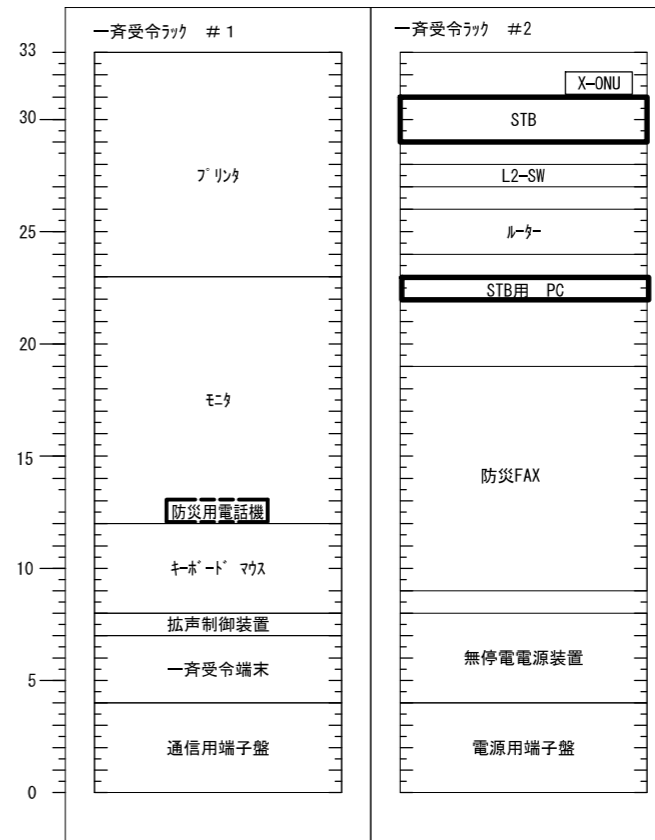 一斉受令ﾗｯｸ　＃１
一斉受令ﾗｯｸ　#2
33
30
25
20
15
10
5
0
ﾌﾟﾘﾝﾀ
ﾓﾆﾀ
防災用電話機
ｷｰﾎﾞｰﾄﾞ ﾏｳｽ
拡声制御装置
一斉受令端末
通信用端子盤
X-ONU
STB
L2-SW
ﾙｰﾀｰ
STB用　PC
防災FAX
無停電電源装置
電源用端子盤